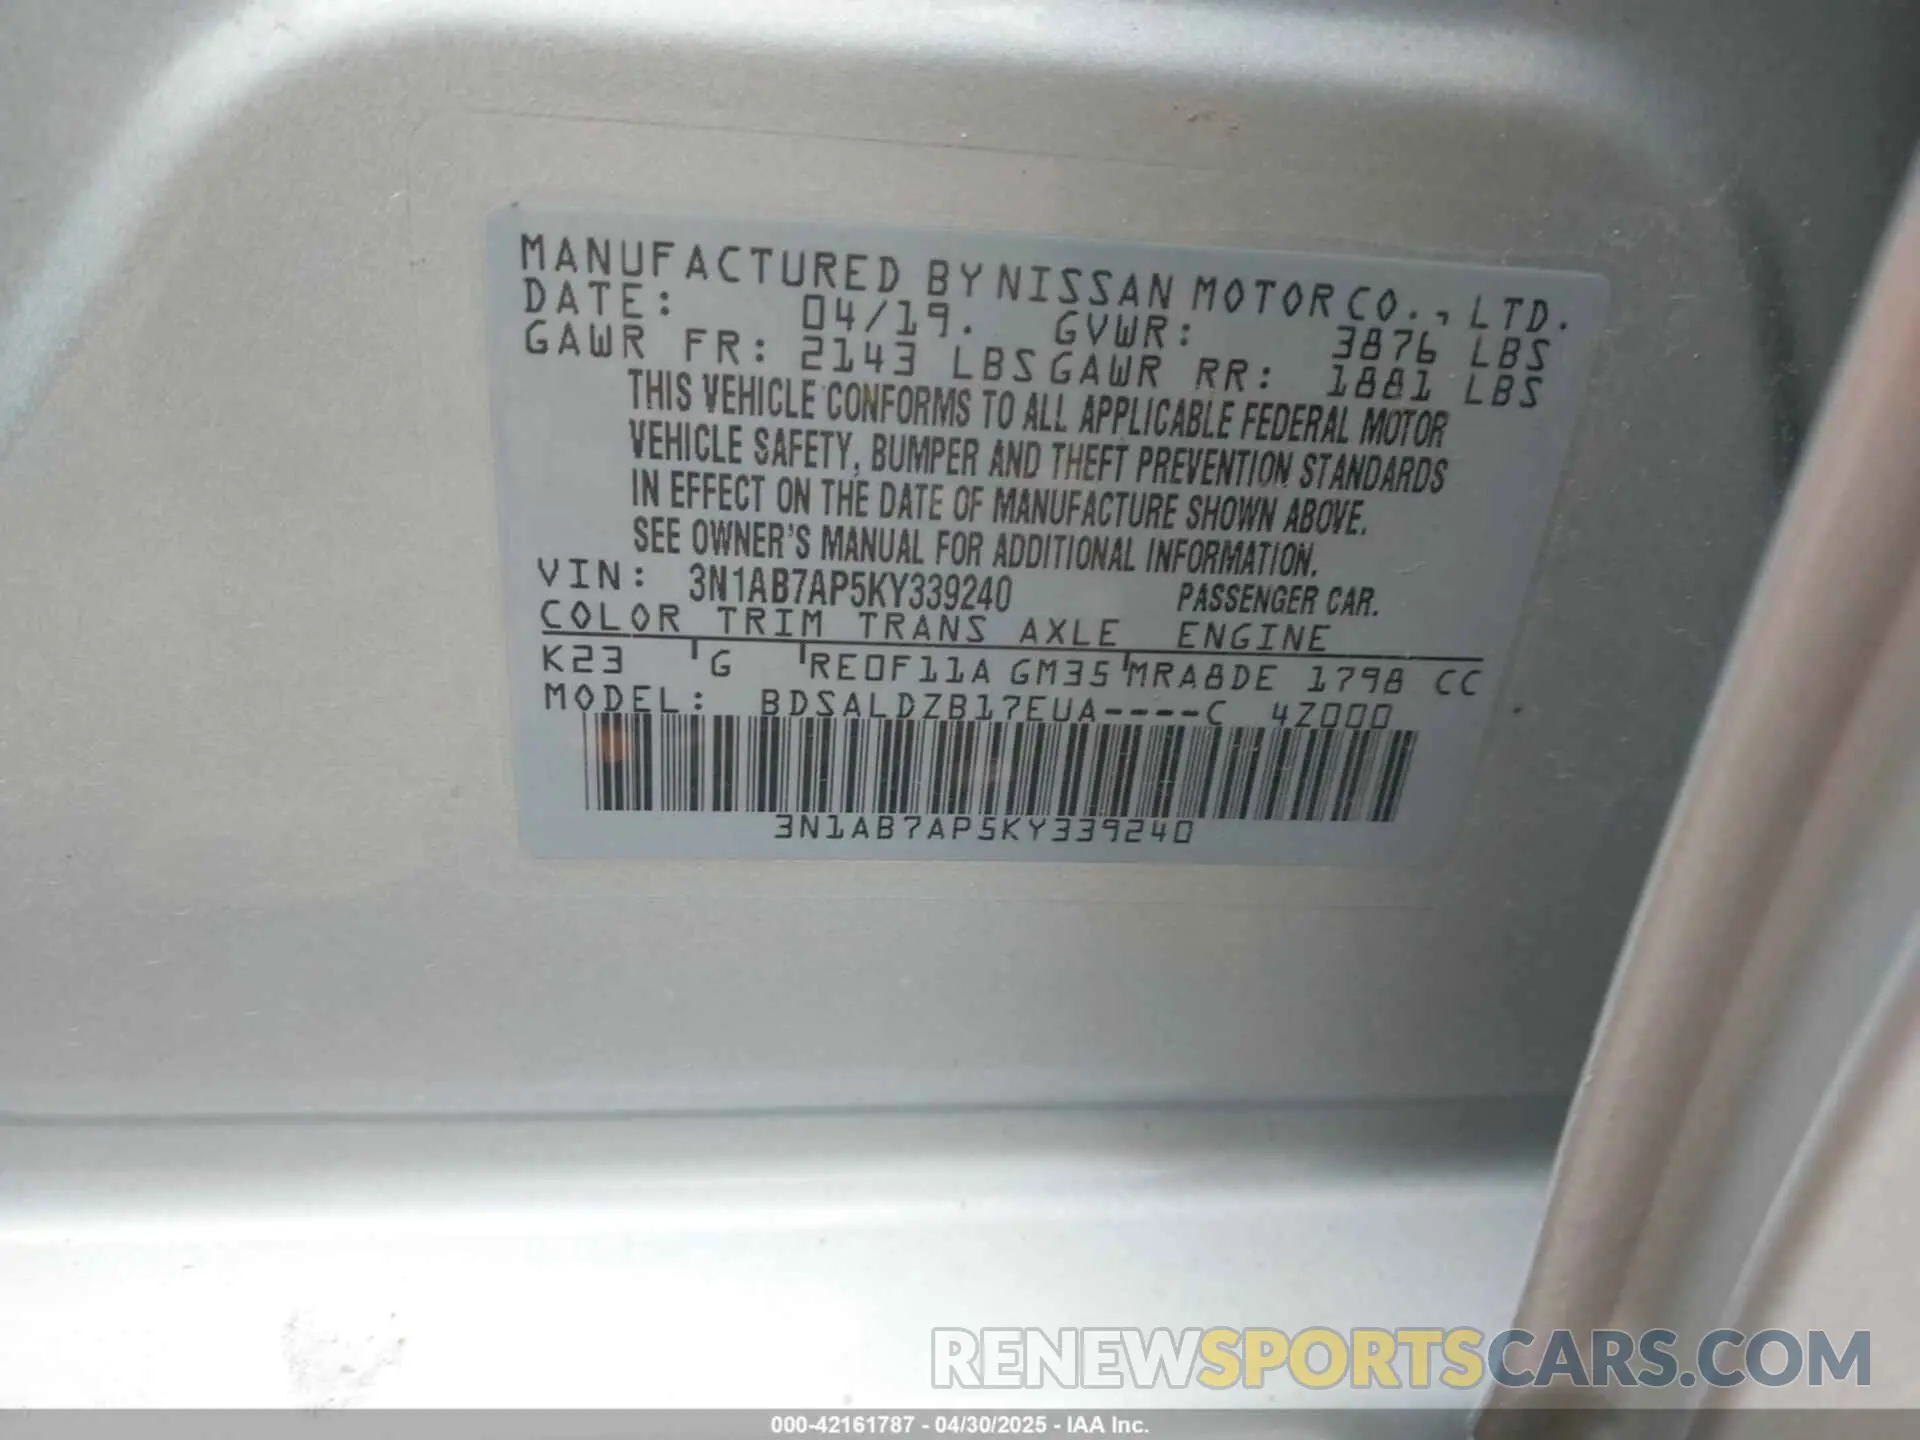 MANUFACTURED BY NISSAN MOTOR CO., LTD.
DATE: 04/19. GVWR: 3876 LBS
GAWR FR: 2143 LBS GAWR RR: 1881 LBS
THIS VEHICLE CONFORMS TO ALL APPLICABLE FEDERAL MOTOR
VEHICLE SAFETY, BUMPER AND THEFT PREVENTION STANDARDS
IN EFFECT ON THE DATE OF MANUFACTURE SHOWN ABOVE.
SEE OWNER'S MANUAL FOR ADDITIONAL INFORMATION.
VIN: 3N1AB7AP5KY339240 PASSENGER CAR.
COLOR TRIM TRANS AXLE ENGINE
K23 G RE0F11A GM35 MRA8DE 1798 CC
MODEL: BDSALDZB17EUA----C 4Z000
3N1AB7AP5KY339240
RENEWSPORTSCARS.COM
000-42161787 - 04/30/2025 - IAA Inc.